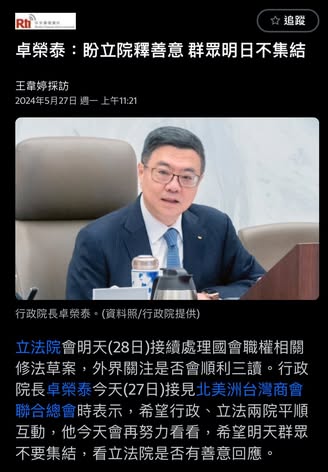 Rti
追蹤
卓榮泰：盼立院釋善意 群眾明日不集結
王韋婷採訪
2024年5月27日 週一 上午11:21
行政院長卓榮泰。(資料照/行政院提供)
立法院會明天(28日)接續處理國會職權相關
修法草案，外界關注是否會順利三讀。行政
院長卓榮泰今天(27日)接見北美洲台灣商會
聯合總會時表示，希望行政、立法兩院平順
互動，他今天會再努力看看，希望明天群眾
不要集結，看立法院是否有善意回應。